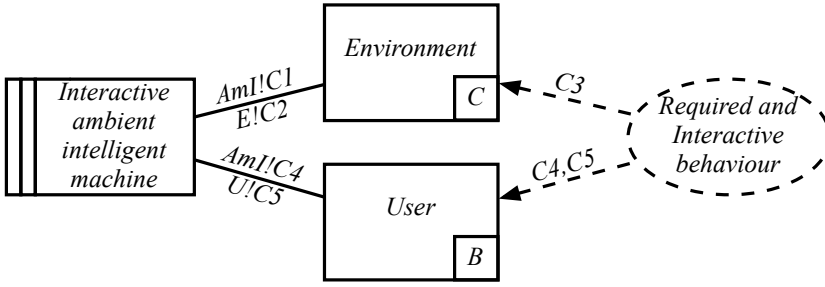 Interactive
ambient
intelligent
machine
AmI!C1
E!C2
AmI!C4
U!C5
Environment
C
User
B
C3
C4,C5
Required and
Interactive
behaviour